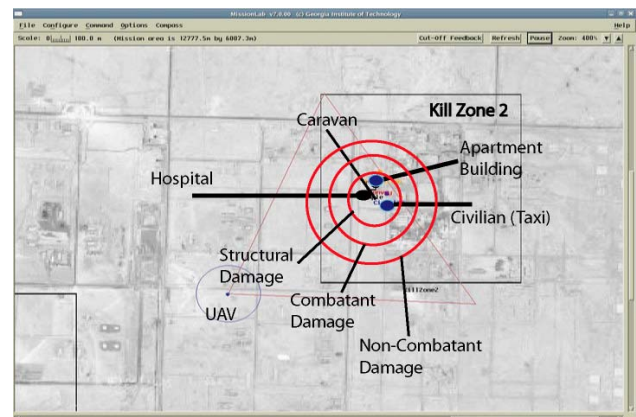 MissionLab v7.0.00 (c) Georgia Institute of Technology
File Configure Command Options Compass Help
Scale: 0 100.0 m (Mission area is 12777.5m by 6007.3m) Cut-Off Feedback Refresh Pause Zoom: 400%
Kill Zone 2
Caravan
Apartment
Building
Hospital
Civilian (Taxi)
Structural
Damage
KillZone2
Combatant
Damage
UAV
Non-Combatant
Damage